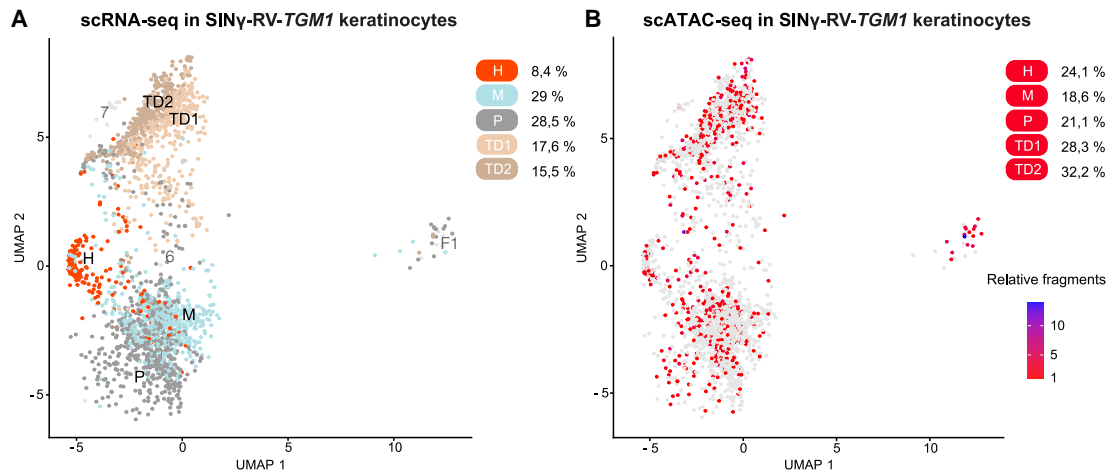 A
scRNA-seq in SINγ-RV-TGM1 keratinocytes
UMAP 2
5
0
-5
-5
0
5
10
UMAP 1
7
TD2
TD1
6
H
M
P
F1
H 8,4 %
M 29 %
P 28,5 %
TD1 17,6 %
TD2 15,5 %
B
scATAC-seq in SINγ-RV-TGM1 keratinocytes
UMAP 2
5
0
-5
-5
0
5
10
UMAP 1
H 24,1 %
M 18,6 %
P 21,1 %
TD1 28,3 %
TD2 32,2 %
Relative fragments
10
5
1